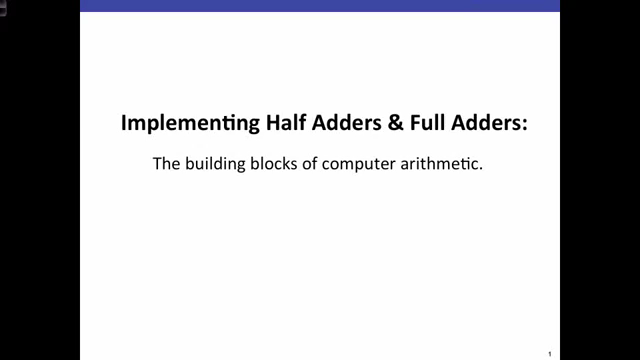 Implementing Half Adders & Full Adders:
The building blocks of computer arithmetic.
1